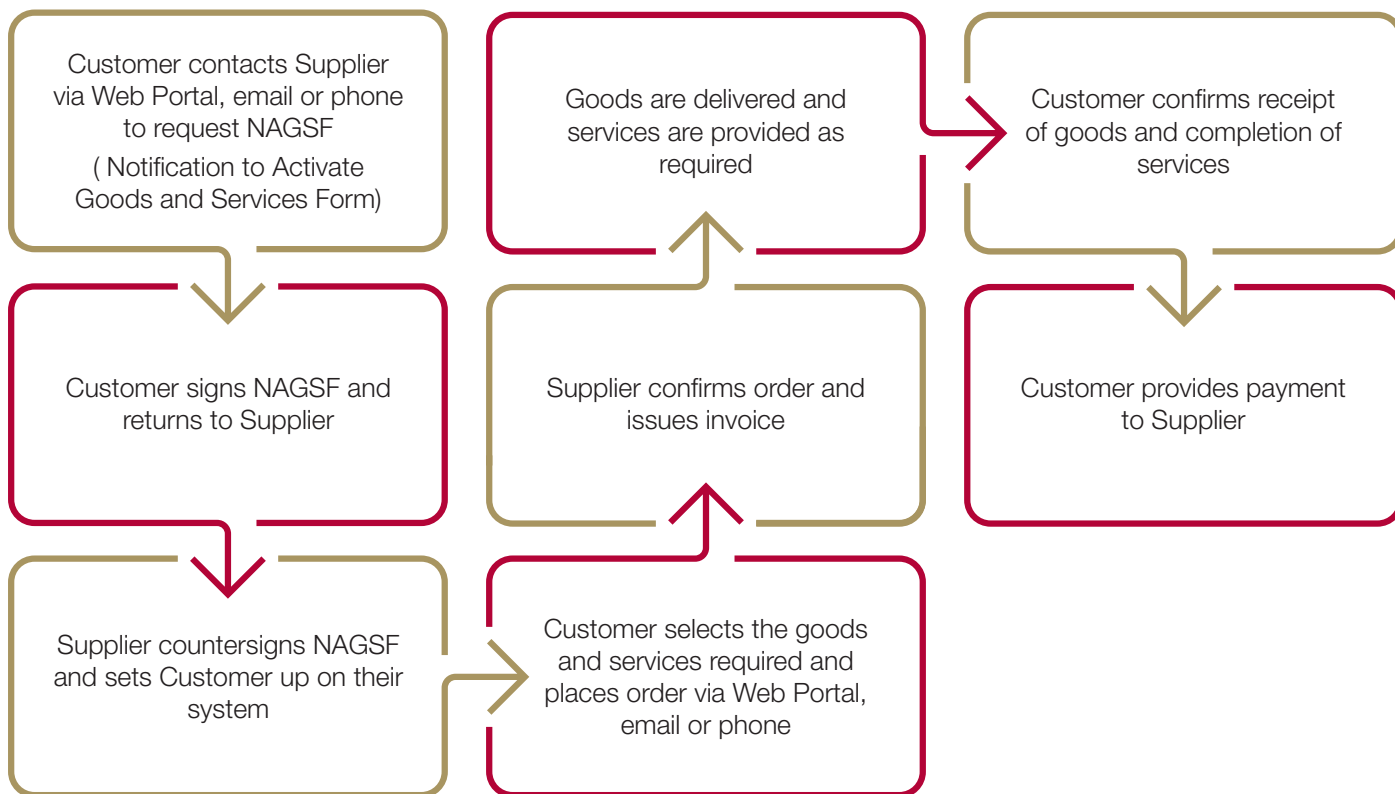 Customer contacts Supplier
via Web Portal, email or phone
to request NAGSF
( Notification to Activate
Goods and Services Form)
Customer signs NAGSF and
returns to Supplier
Supplier countersigns NAGSF
and sets Customer up on their
system
Customer selects the goods
and services required and
places order via Web Portal,
email or phone
Supplier confirms order and
issues invoice
Goods are delivered and
services are provided as
required
Customer confirms receipt
of goods and completion of
services
Customer provides payment
to Supplier